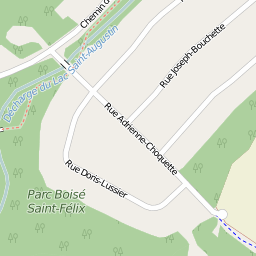 Chemin d
Décharge du Lac Saint-Augustin
Rue Joseph-Bouchette
Rue Adrienne-Choquette
Rue Doris-Lussier
Parc Boisé
Saint-Félix